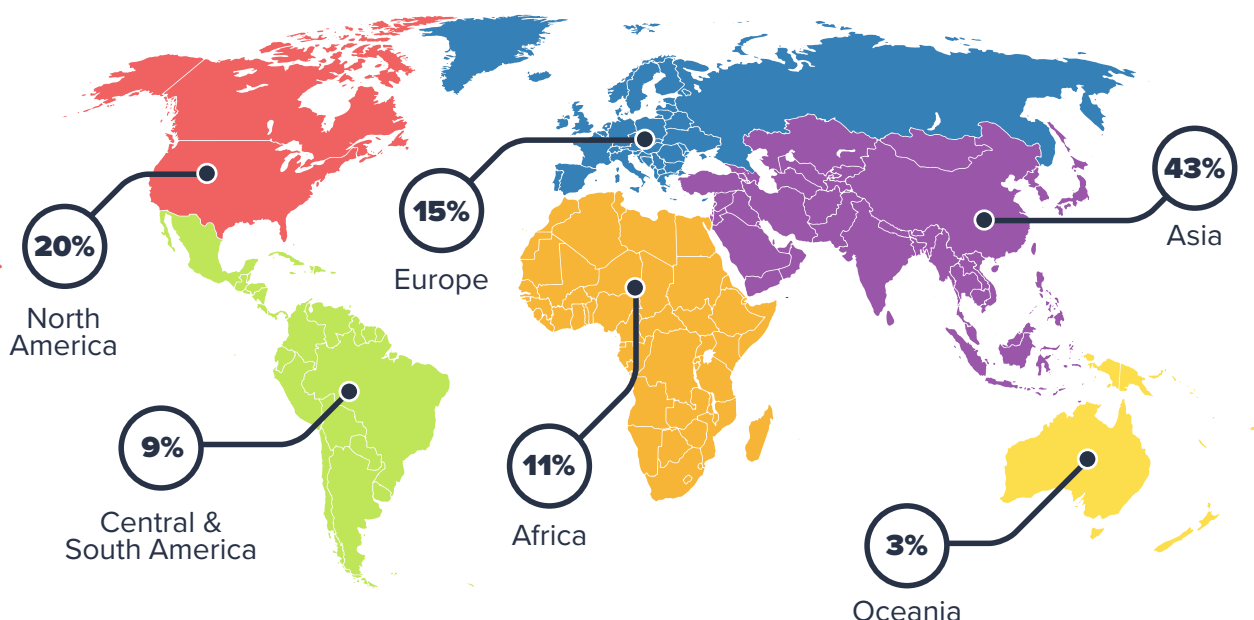 20%
North
America
15%
Europe
43%
Asia
9%
Central &
South America
11%
Africa
3%
Oceania